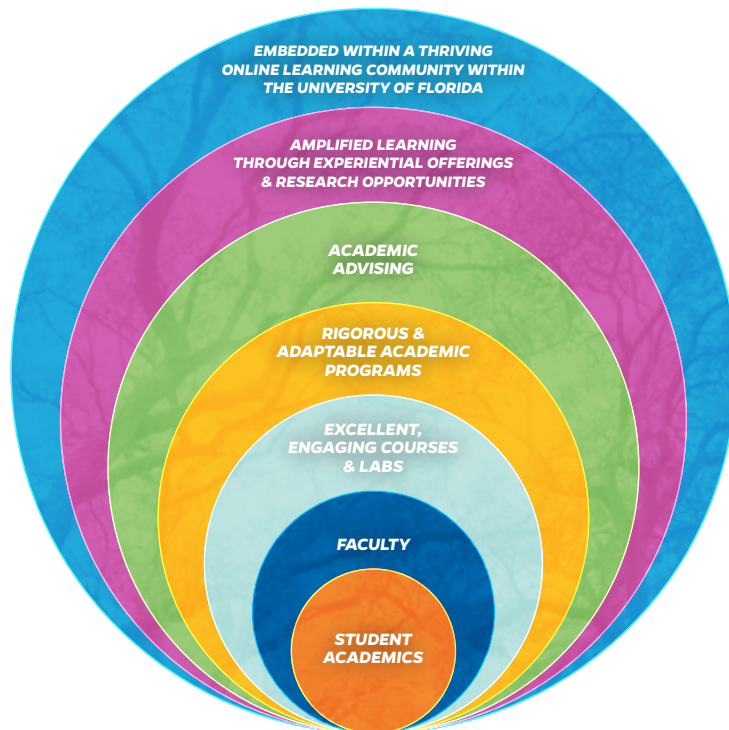 EMBEDDED WITHIN A THRIVING
ONLINE LEARNING COMMUNITY WITHIN
THE UNIVERSITY OF FLORIDA
AMPLIFIED LEARNING
THROUGH EXPERIENTIAL OFFERINGS
& RESEARCH OPPORTUNITIES
ACADEMIC
ADVISING
RIGOROUS &
ADAPTABLE ACADEMIC
PROGRAMS
EXCELLENT,
ENGAGING COURSES
& LABS
FACULTY
STUDENT
ACADEMICS